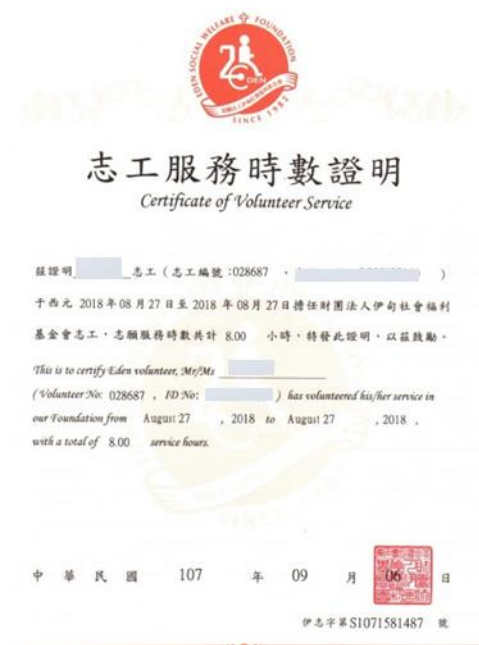 EDEN SOCIAL WELFARE FOUNDATION
EDEN
SINCE 1982
志工服務時數證明
Certificate of Volunteer Service
茲證明 志工（志工編號:028687 , ）
于西元 2018年08月27日至2018 年08月27日擔任財團法人伊甸社會福利
基金會志工，志願服務時數共計 8.00 小時，特發此證明，以茲鼓勵。
This is to certify Eden volunteer, Mr/Ms
( Volunteer No: 028687 , ID No: ) has volunteered his/her service in
our Foundation from August 27 , 2018 to August 27 , 2018 ,
with a total of 8.00 service hours.
中 華 民 國 107 年 09 月 06 日
伊志字第S1071581487 號